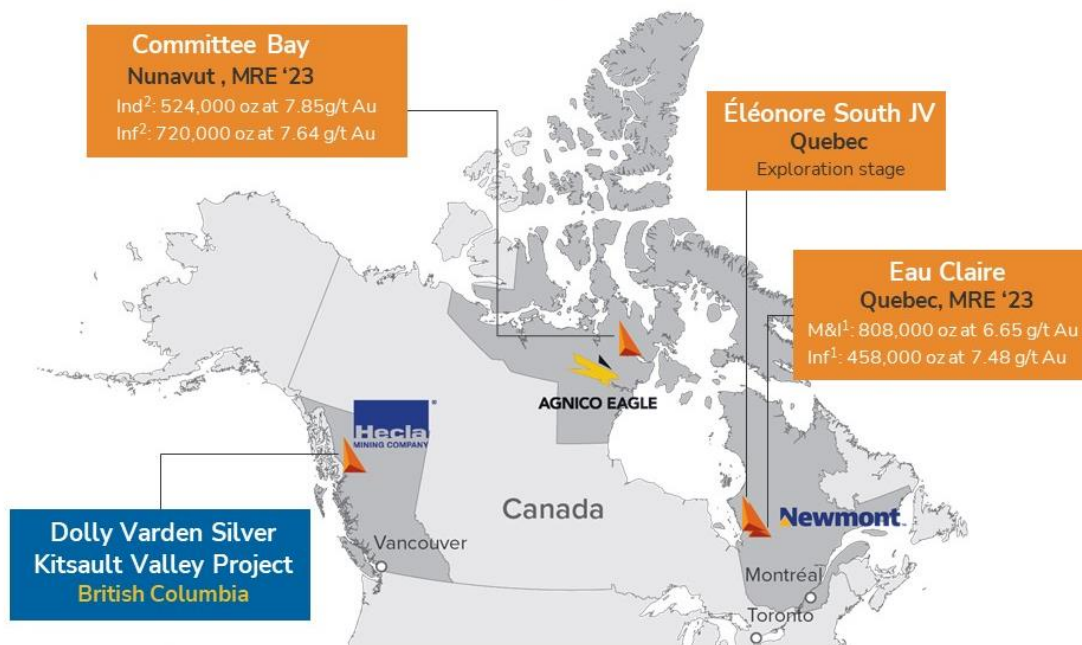 Committee Bay
Nunavut , MRE ‘23
Ind²: 524,000 oz at 7.85g/t Au
Inf²: 720,000 oz at 7.64 g/t Au
Éléonore South JV
Quebec
Exploration stage
Eau Claire
Quebec, MRE ‘23
M&I¹: 808,000 oz at 6.65 g/t Au
Inf¹: 458,000 oz at 7.48 g/t Au
AGNICO EAGLE
Hecla®
MINING COMPANY
Canada
Newmont™
Dolly Varden Silver
Kitsault Valley Project
British Columbia
Vancouver
Montréal
Toronto